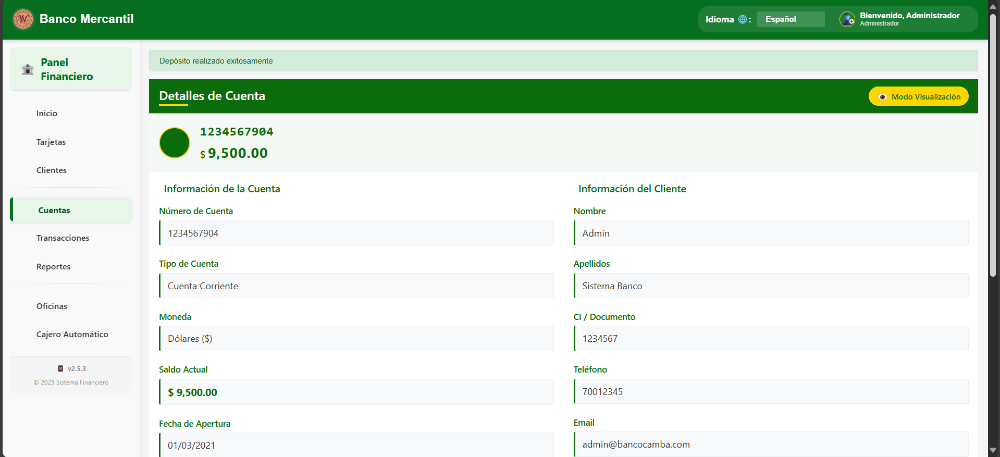 MSC
Banco Mercantil
Idioma 🌐 :
Español
Bienvenido, Administrador
Administrador
Panel
Financiero
Inicio
Tarjetas
Clientes
Cuentas
Transacciones
Reportes
Oficinas
Cajero Automático
v2.5.3
© 2025 Sistema Financiero
Depósito realizado exitosamente
Detalles de Cuenta
Modo Visualización
1234567904
$ 9,500.00
Información de la Cuenta
Número de Cuenta
1234567904
Tipo de Cuenta
Cuenta Corriente
Moneda
Dólares ($)
Saldo Actual
$ 9,500.00
Fecha de Apertura
01/03/2021
Información del Cliente
Nombre
Admin
Apellidos
Sistema Banco
CI / Documento
1234567
Teléfono
70012345
Email
admin@bancocamba.com